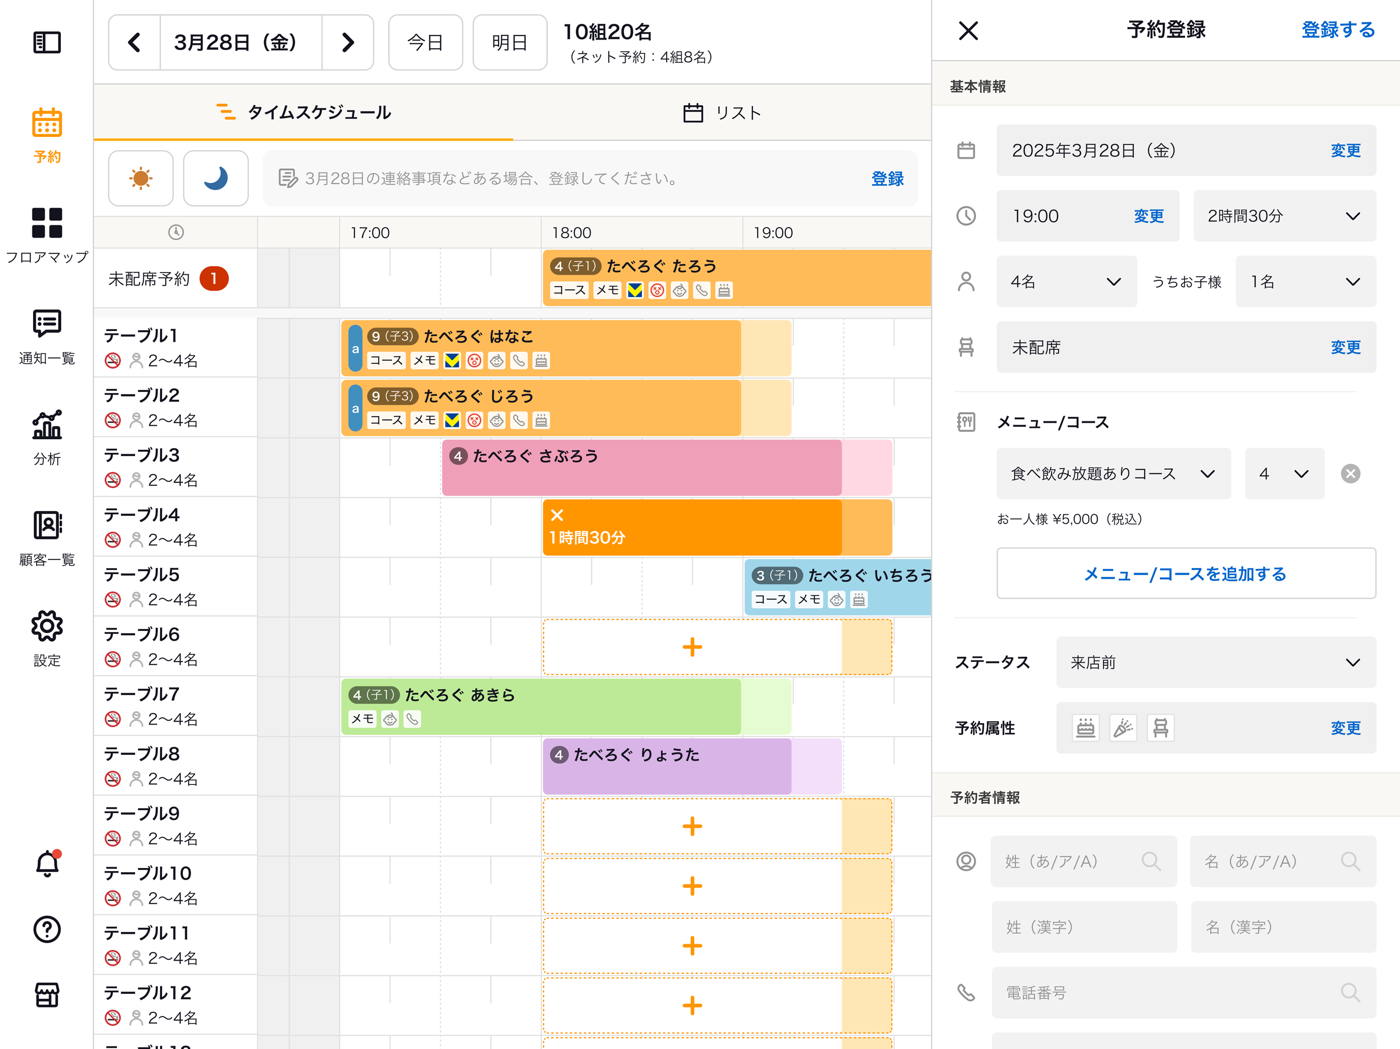 予約
フロアマップ
通知一覧
分析
顧客一覧
設定
3月28日（金）
今日
明日
10組20名
（ネット予約：4組8名）
タイムスケジュール
リスト
3月28日の連絡事項などある場合、登録してください。
登録
17:00
18:00
19:00
未配席予約 1
4（子1） たべろぐ たろう
コース メモ
テーブル1
2〜4名
a
9（子3） たべろぐ はなこ
コース メモ
テーブル2
2〜4名
a
9（子3） たべろぐ じろう
コース メモ
テーブル3
2〜4名
4 たべろぐ さぶろう
テーブル4
2〜4名
1時間30分
テーブル5
2〜4名
3（子1） たべろぐ いちろう
コース メモ
テーブル6
2〜4名
テーブル7
2〜4名
4（子1） たべろぐ あきら
メモ
テーブル8
2〜4名
4 たべろぐ りょうた
テーブル9
2〜4名
テーブル10
2〜4名
テーブル11
2〜4名
テーブル12
2〜4名
予約登録
登録する
基本情報
2025年3月28日（金）
変更
19:00
変更
2時間30分
4名
うちお子様
1名
未配席
変更
メニュー/コース
食べ飲み放題ありコース
4
お一人様 ¥5,000（税込）
メニュー/コースを追加する
ステータス
来店前
予約属性
変更
予約者情報
姓（あ/ア/A）
名（あ/ア/A）
姓（漢字）
名（漢字）
電話番号